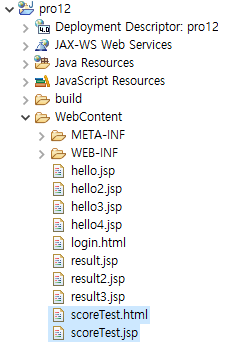 pro12
Deployment Descriptor: pro12
JAX-WS Web Services
Java Resources
JavaScript Resources
build
WebContent
META-INF
WEB-INF
hello.jsp
hello2.jsp
hello3.jsp
hello4.jsp
login.html
result.jsp
result2.jsp
result3.jsp
scoreTest.html
scoreTest.jsp